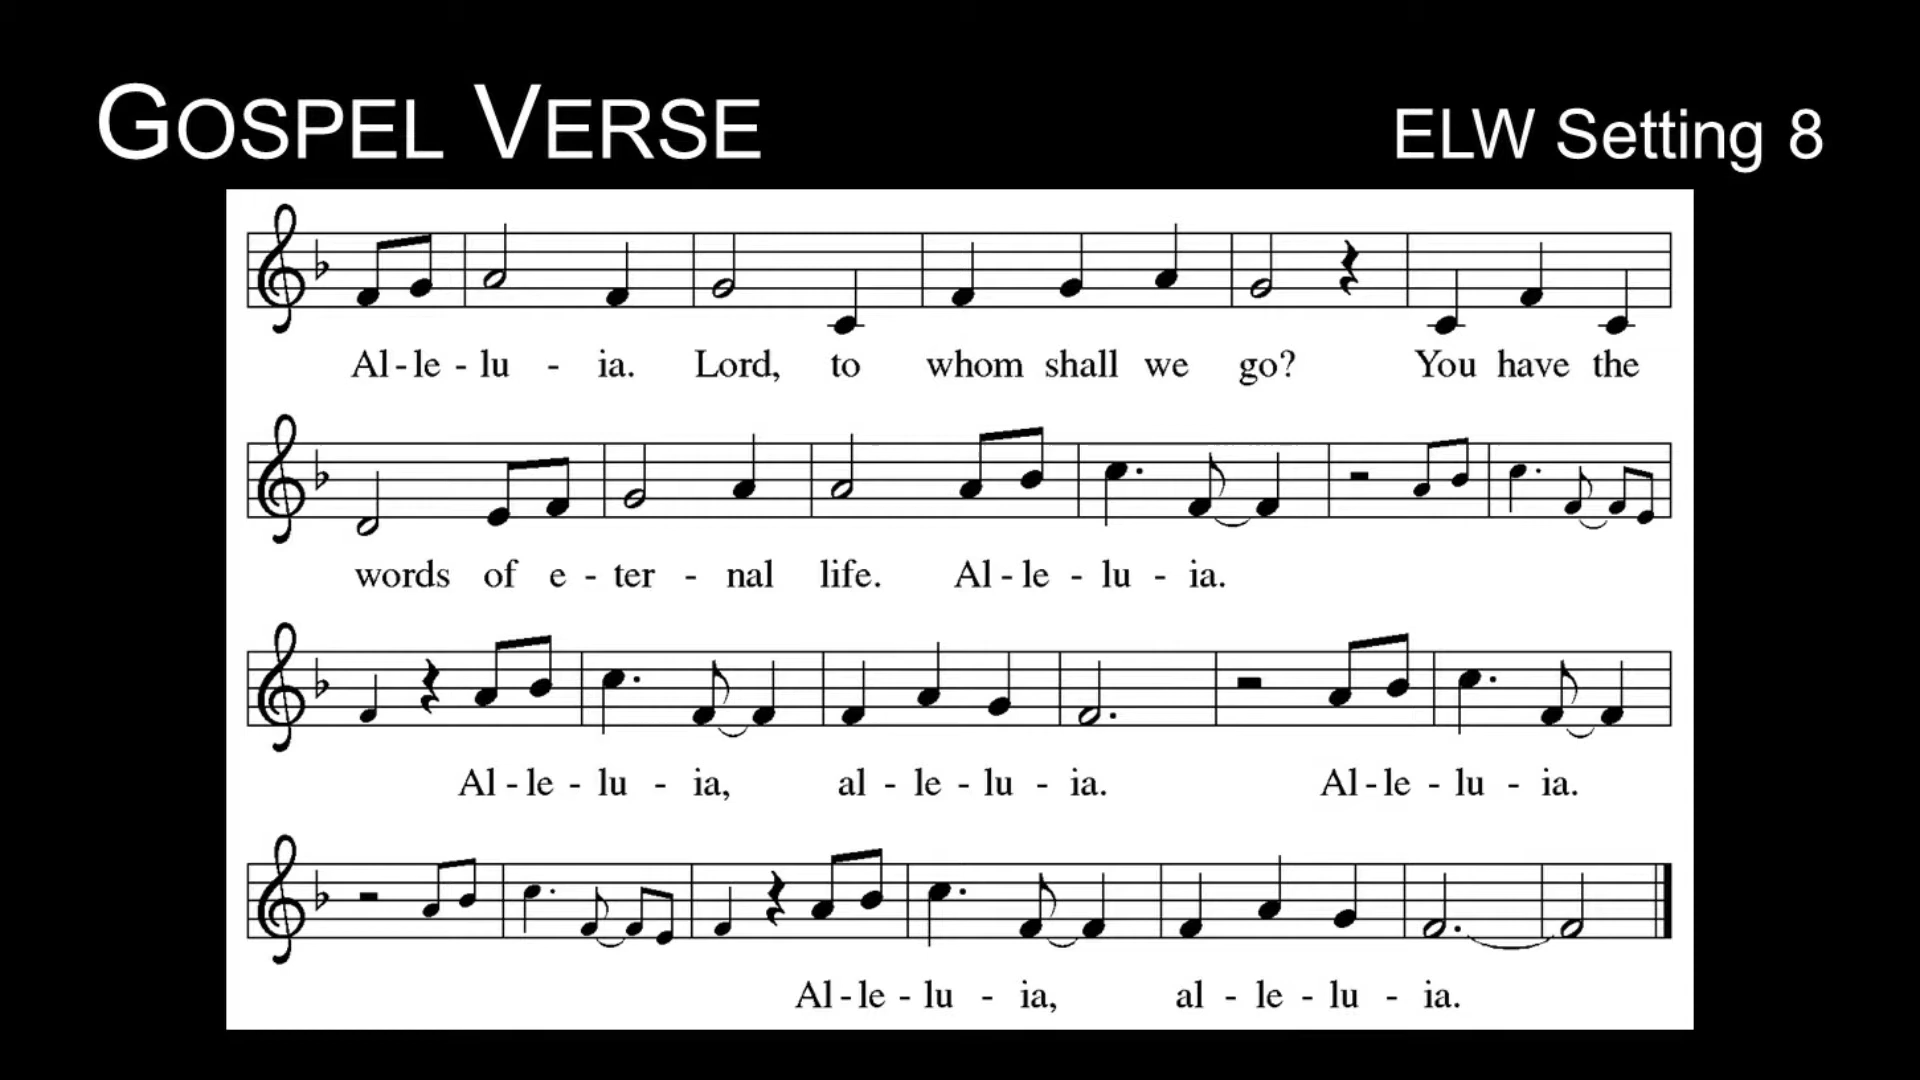 GOSPEL VERSE
ELW Setting 8
Al - le - lu - ia. Lord, to whom shall we go? You have the
words of e - ter - nal life. Al - le - lu - ia.
Al - le - lu - ia, al - le - lu - ia. Al - le - lu - ia.
Al - le - lu - ia, al - le - lu - ia.